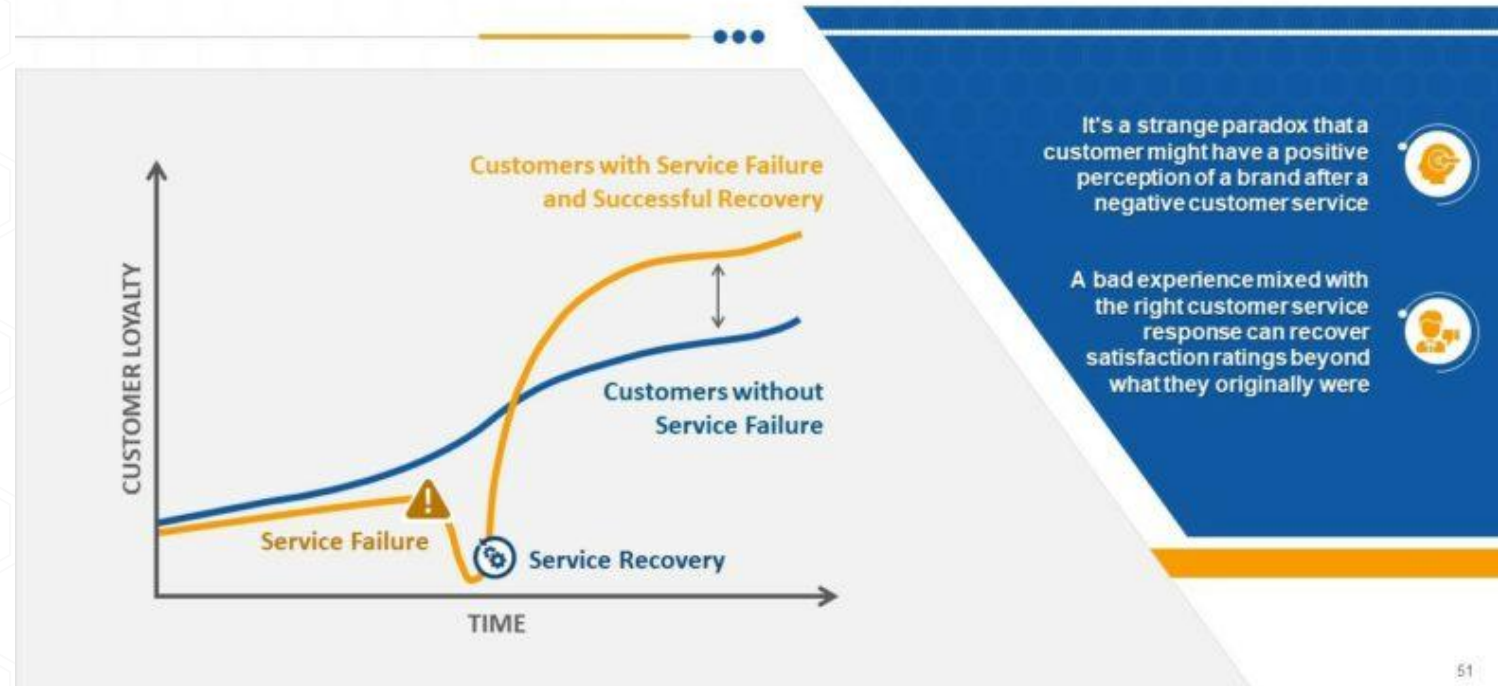 Customers with Service Failure
and Successful Recovery
CUSTOMER LOYALTY
Customers without
Service Failure
Service Failure
Service Recovery
TIME
It's a strange paradox that a
customer might have a positive
perception of a brand after a
negative customer service
A bad experience mixed with
the right customer service
response can recover
satisfaction ratings beyond
what they originally were
51